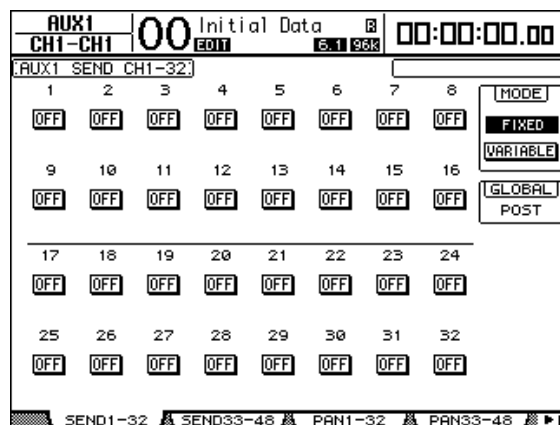 AUX1
CH1-CH1
00
Initial Data
R
EDIT
6.1
96k
00:00:00.00
AUX1 SEND CH1-32
MODE
FIXED
VARIABLE
GLOBAL
POST
1 2 3 4 5 6 7 8
OFF OFF OFF OFF OFF OFF OFF OFF
9 10 11 12 13 14 15 16
OFF OFF OFF OFF OFF OFF OFF OFF
17 18 19 20 21 22 23 24
OFF OFF OFF OFF OFF OFF OFF OFF
25 26 27 28 29 30 31 32
OFF OFF OFF OFF OFF OFF OFF OFF
SEND1-32 SEND33-48 PAN1-32 PAN33-48